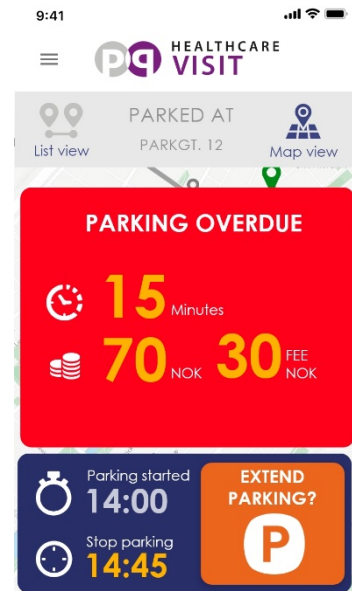 9:41
PQ HEALTHCARE
VISIT
PARKED AT
List view PARKGT. 12 Map view
PARKING OVERDUE
15 Minutes
70 NOK 30 FEE NOK
Parking started
14:00
Stop parking
14:45
EXTEND
PARKING?
P